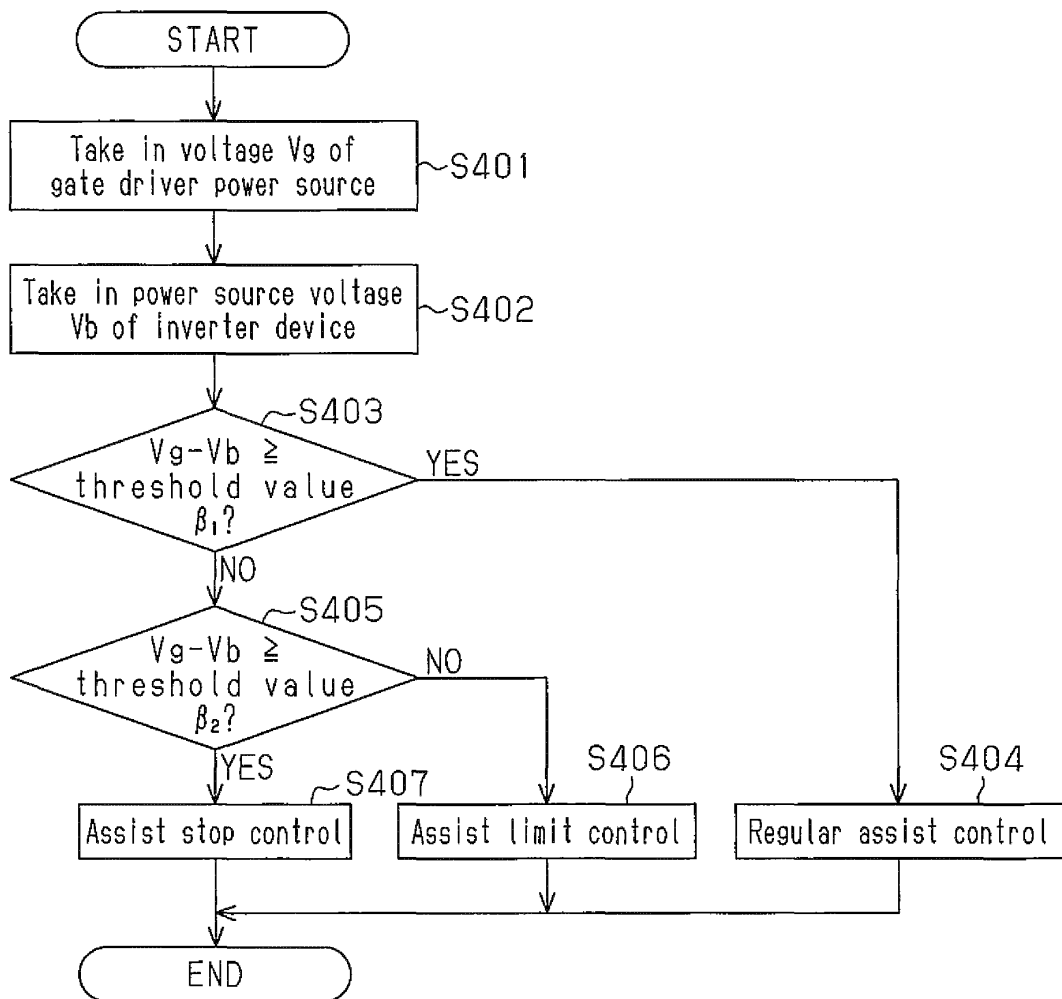 START
Take in voltage Vg of
gate driver power source
S401
Take in power source voltage
Vb of inverter device
S402
S403
Vg-Vb ≧
threshold value
β₁?
YES
NO
S405
Vg-Vb ≧
threshold value
β₂?
NO
YES
S407
Assist stop control
S406
Assist limit control
S404
Regular assist control
END